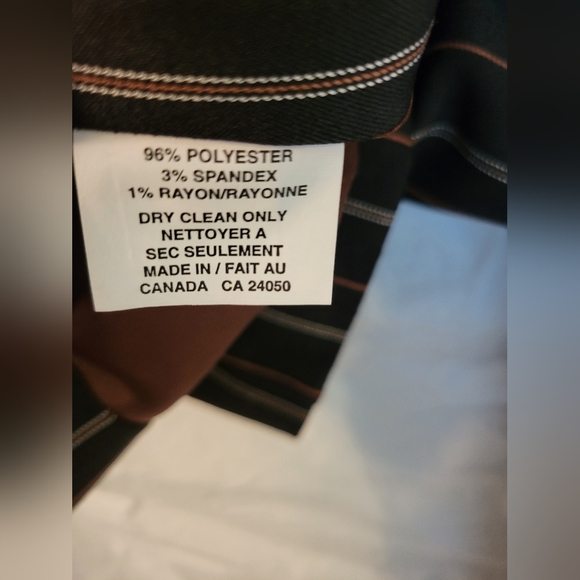 96% POLYESTER
3% SPANDEX
1% RAYON/RAYONNE
DRY CLEAN ONLY
NETTOYER A
SEC SEULEMENT
MADE IN / FAIT AU
CANADA CA 24050